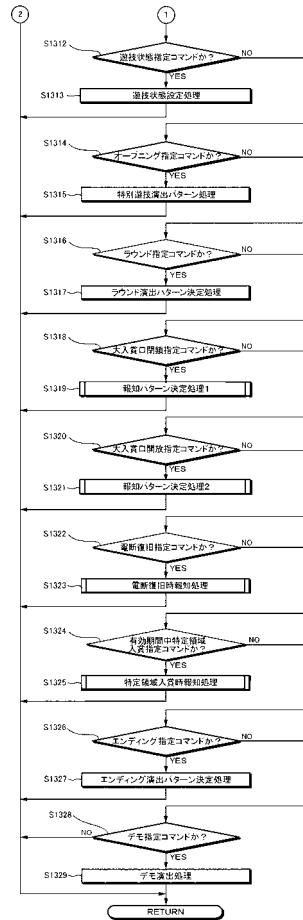 2
1
S1312
遊技状態指定コマンドか？
NO
YES
S1313
遊技状態設定処理
S1314
オープニング指定コマンドか？
NO
YES
S1315
特別遊技演出パターン処理
S1316
ラウンド指定コマンドか？
NO
YES
S1317
ラウンド演出パターン決定処理
S1318
大入賞口閉鎖指定コマンドか？
NO
YES
S1319
報知パターン決定処理1
S1320
大入賞口開放指定コマンドか？
NO
YES
S1321
報知パターン決定処理2
S1322
電断復旧指定コマンドか？
NO
YES
S1323
電断復旧時報知処理
S1324
有効期間中特定領域
入賞指定コマンドか？
NO
YES
S1325
特定領域入賞時報知処理
S1326
エンディング指定コマンドか？
NO
YES
S1327
エンディング演出パターン決定処理
S1328
NO
デモ指定コマンドか？
YES
S1329
デモ演出処理
RETURN